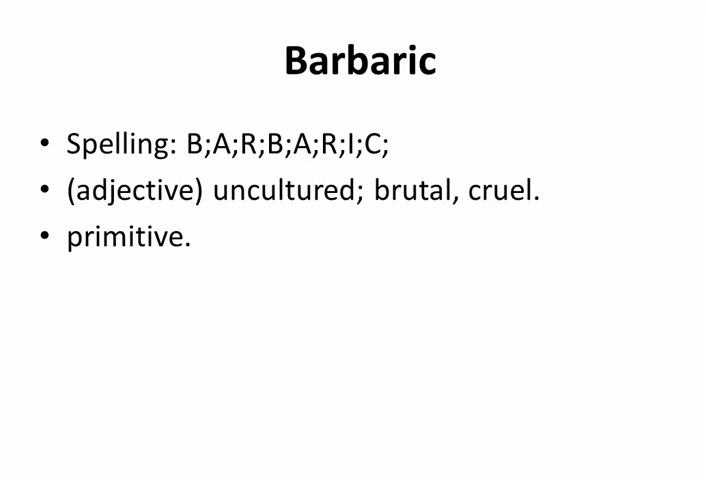 Barbaric
• Spelling: B;A;R;B;A;R;I;C;
• (adjective) uncultured; brutal, cruel.
• primitive.